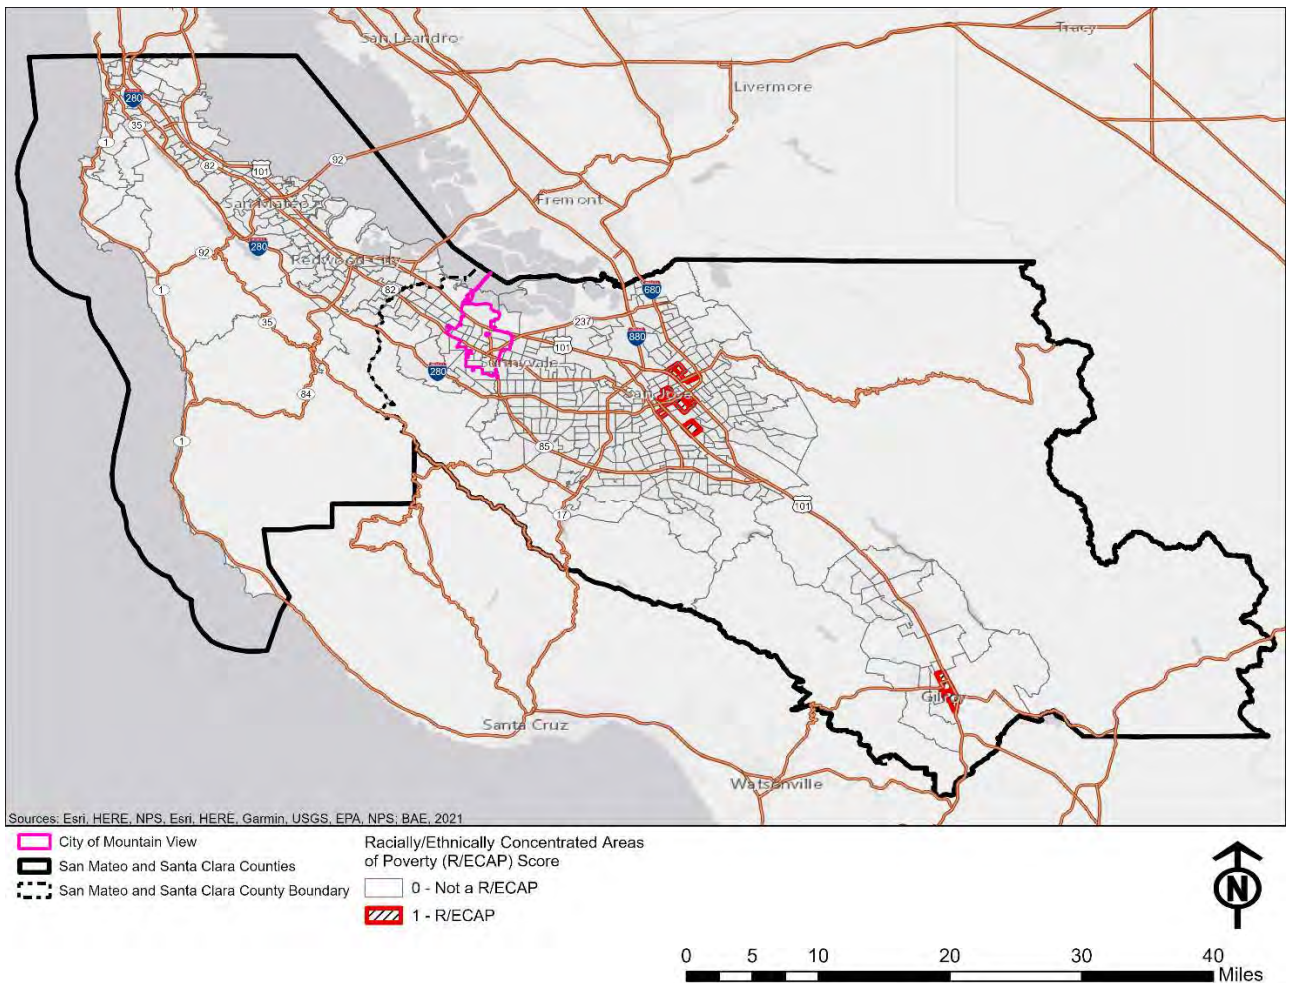 San Leandro
Tracy
Livermore
280
35
1
82
101
92
San Mateo
Fremont
280
92
Redwood City
1
82
680
237
880
35
101
Sunnyvale
280
San Jose
84
1
85
101
17
Gilroy
Santa Cruz
Watsonville
Sources: Esri, HERE, NPS, Esri, HERE, Garmin, USGS, EPA, NPS; BAE, 2021
City of Mountain View
San Mateo and Santa Clara Counties
San Mateo and Santa Clara County Boundary
Racially/Ethnically Concentrated Areas
of Poverty (R/ECAP) Score
0 - Not a R/ECAP
1 - R/ECAP
N
0 5 10 20 30 40
Miles